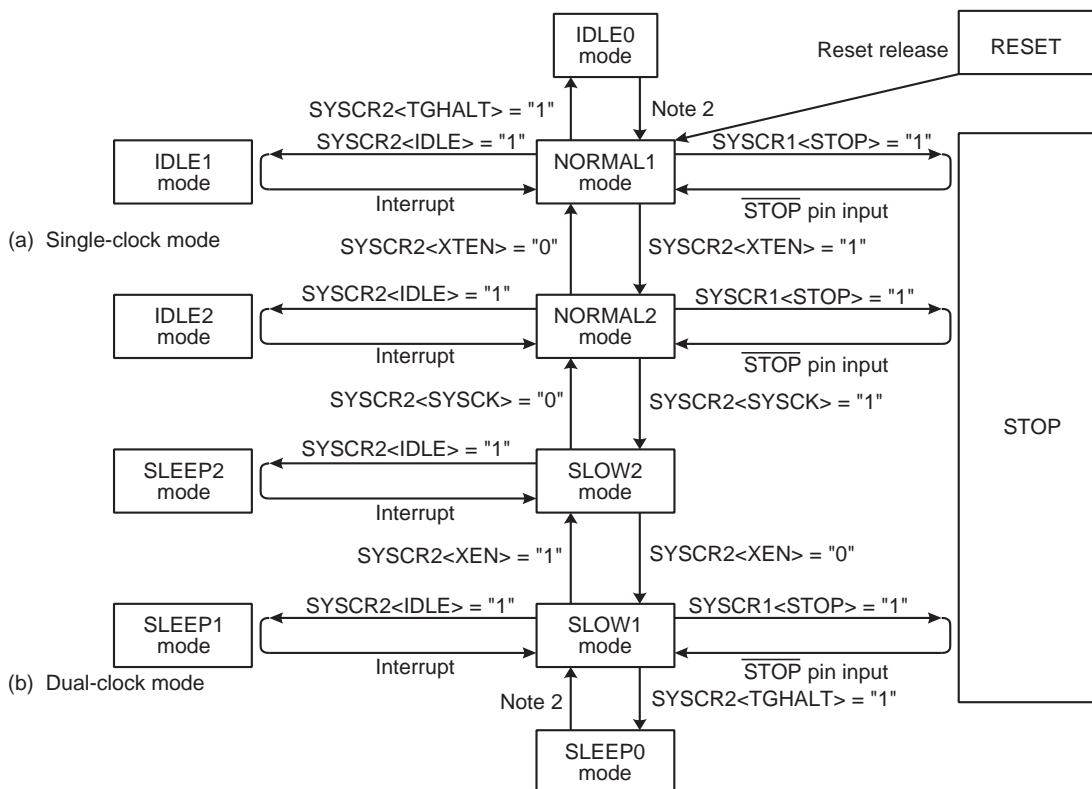 IDLE0
mode
Reset release
RESET
SYSCR2<TGHALT> = "1"
Note 2
SYSCR2<IDLE> = "1"
SYSCR1<STOP> = "1"
IDLE1
mode
NORMAL1
mode
Interrupt
STOP pin input
(a) Single-clock mode
SYSCR2<XTEN> = "0"
SYSCR2<XTEN> = "1"
SYSCR2<IDLE> = "1"
SYSCR1<STOP> = "1"
IDLE2
mode
NORMAL2
mode
Interrupt
STOP pin input
SYSCR2<SYSCK> = "0"
SYSCR2<SYSCK> = "1"
STOP
SYSCR2<IDLE> = "1"
SLEEP2
mode
SLOW2
mode
Interrupt
SYSCR2<XEN> = "1"
SYSCR2<XEN> = "0"
SYSCR2<IDLE> = "1"
SYSCR1<STOP> = "1"
SLEEP1
mode
SLOW1
mode
Interrupt
STOP pin input
(b) Dual-clock mode
Note 2
SYSCR2<TGHALT> = "1"
SLEEP0
mode